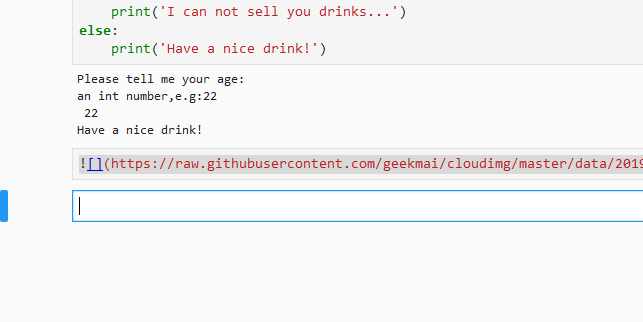 print('I can not sell you drinks...')
else:
print('Have a nice drink!')
Please tell me your age:
an int number,e.g:22
22
Have a nice drink!
![](https://raw.githubusercontent.com/geekmai/cloudimg/master/data/2019